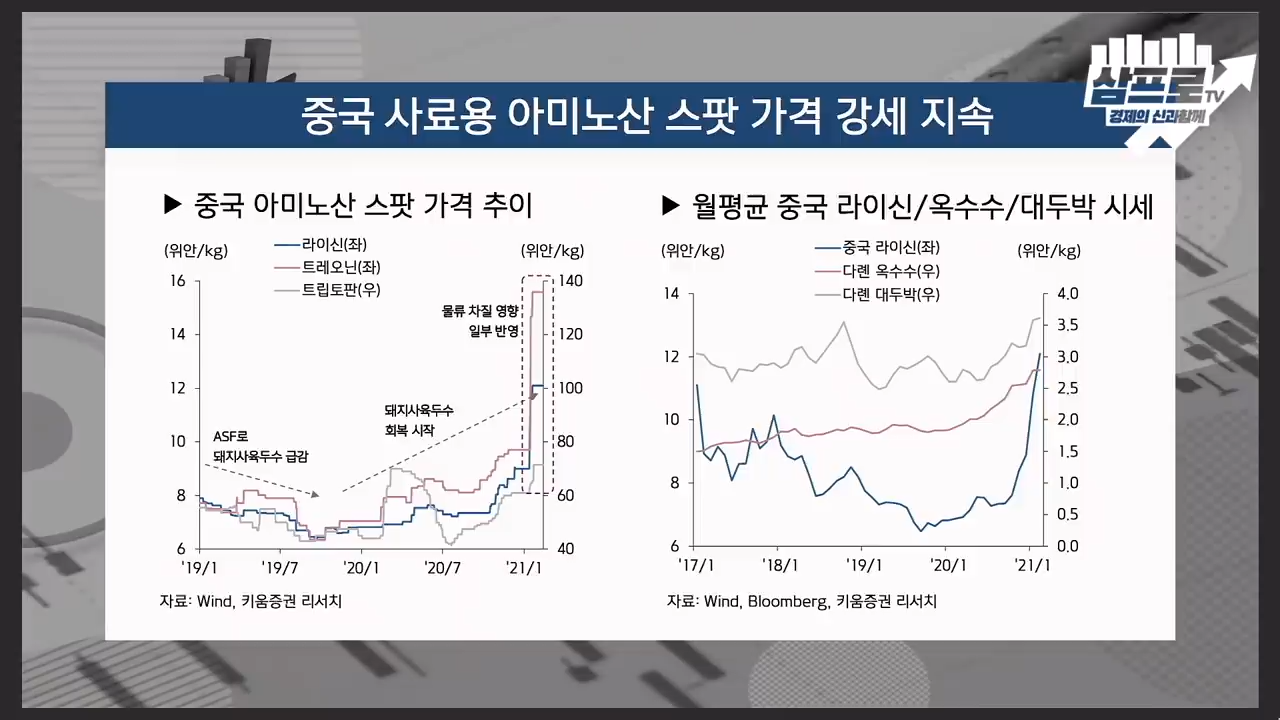 삼프로TV
경제의 신과함께
중국 사료용 아미노산 스팟 가격 강세 지속
▶ 중국 아미노산 스팟 가격 추이
(위안/kg)
(위안/kg)
라이신(좌)
트레오닌(좌)
트립토판(우)
16
14
12
10
8
6
140
120
100
80
60
40
물류 차질 영향
일부 반영
돼지사육두수
회복 시작
ASF로
돼지사육두수 급감
'19/1 '19/7 '20/1 '20/7 '21/1
자료: Wind, 키움증권 리서치
▶ 월평균 중국 라이신/옥수수/대두박 시세
(위안/kg)
(위안/kg)
중국 라이신(좌)
다롄 옥수수(우)
다롄 대두박(우)
14
12
10
8
6
4.0
3.5
3.0
2.5
2.0
1.5
1.0
0.5
0.0
'17/1 '18/1 '19/1 '20/1 '21/1
자료: Wind, Bloomberg, 키움증권 리서치